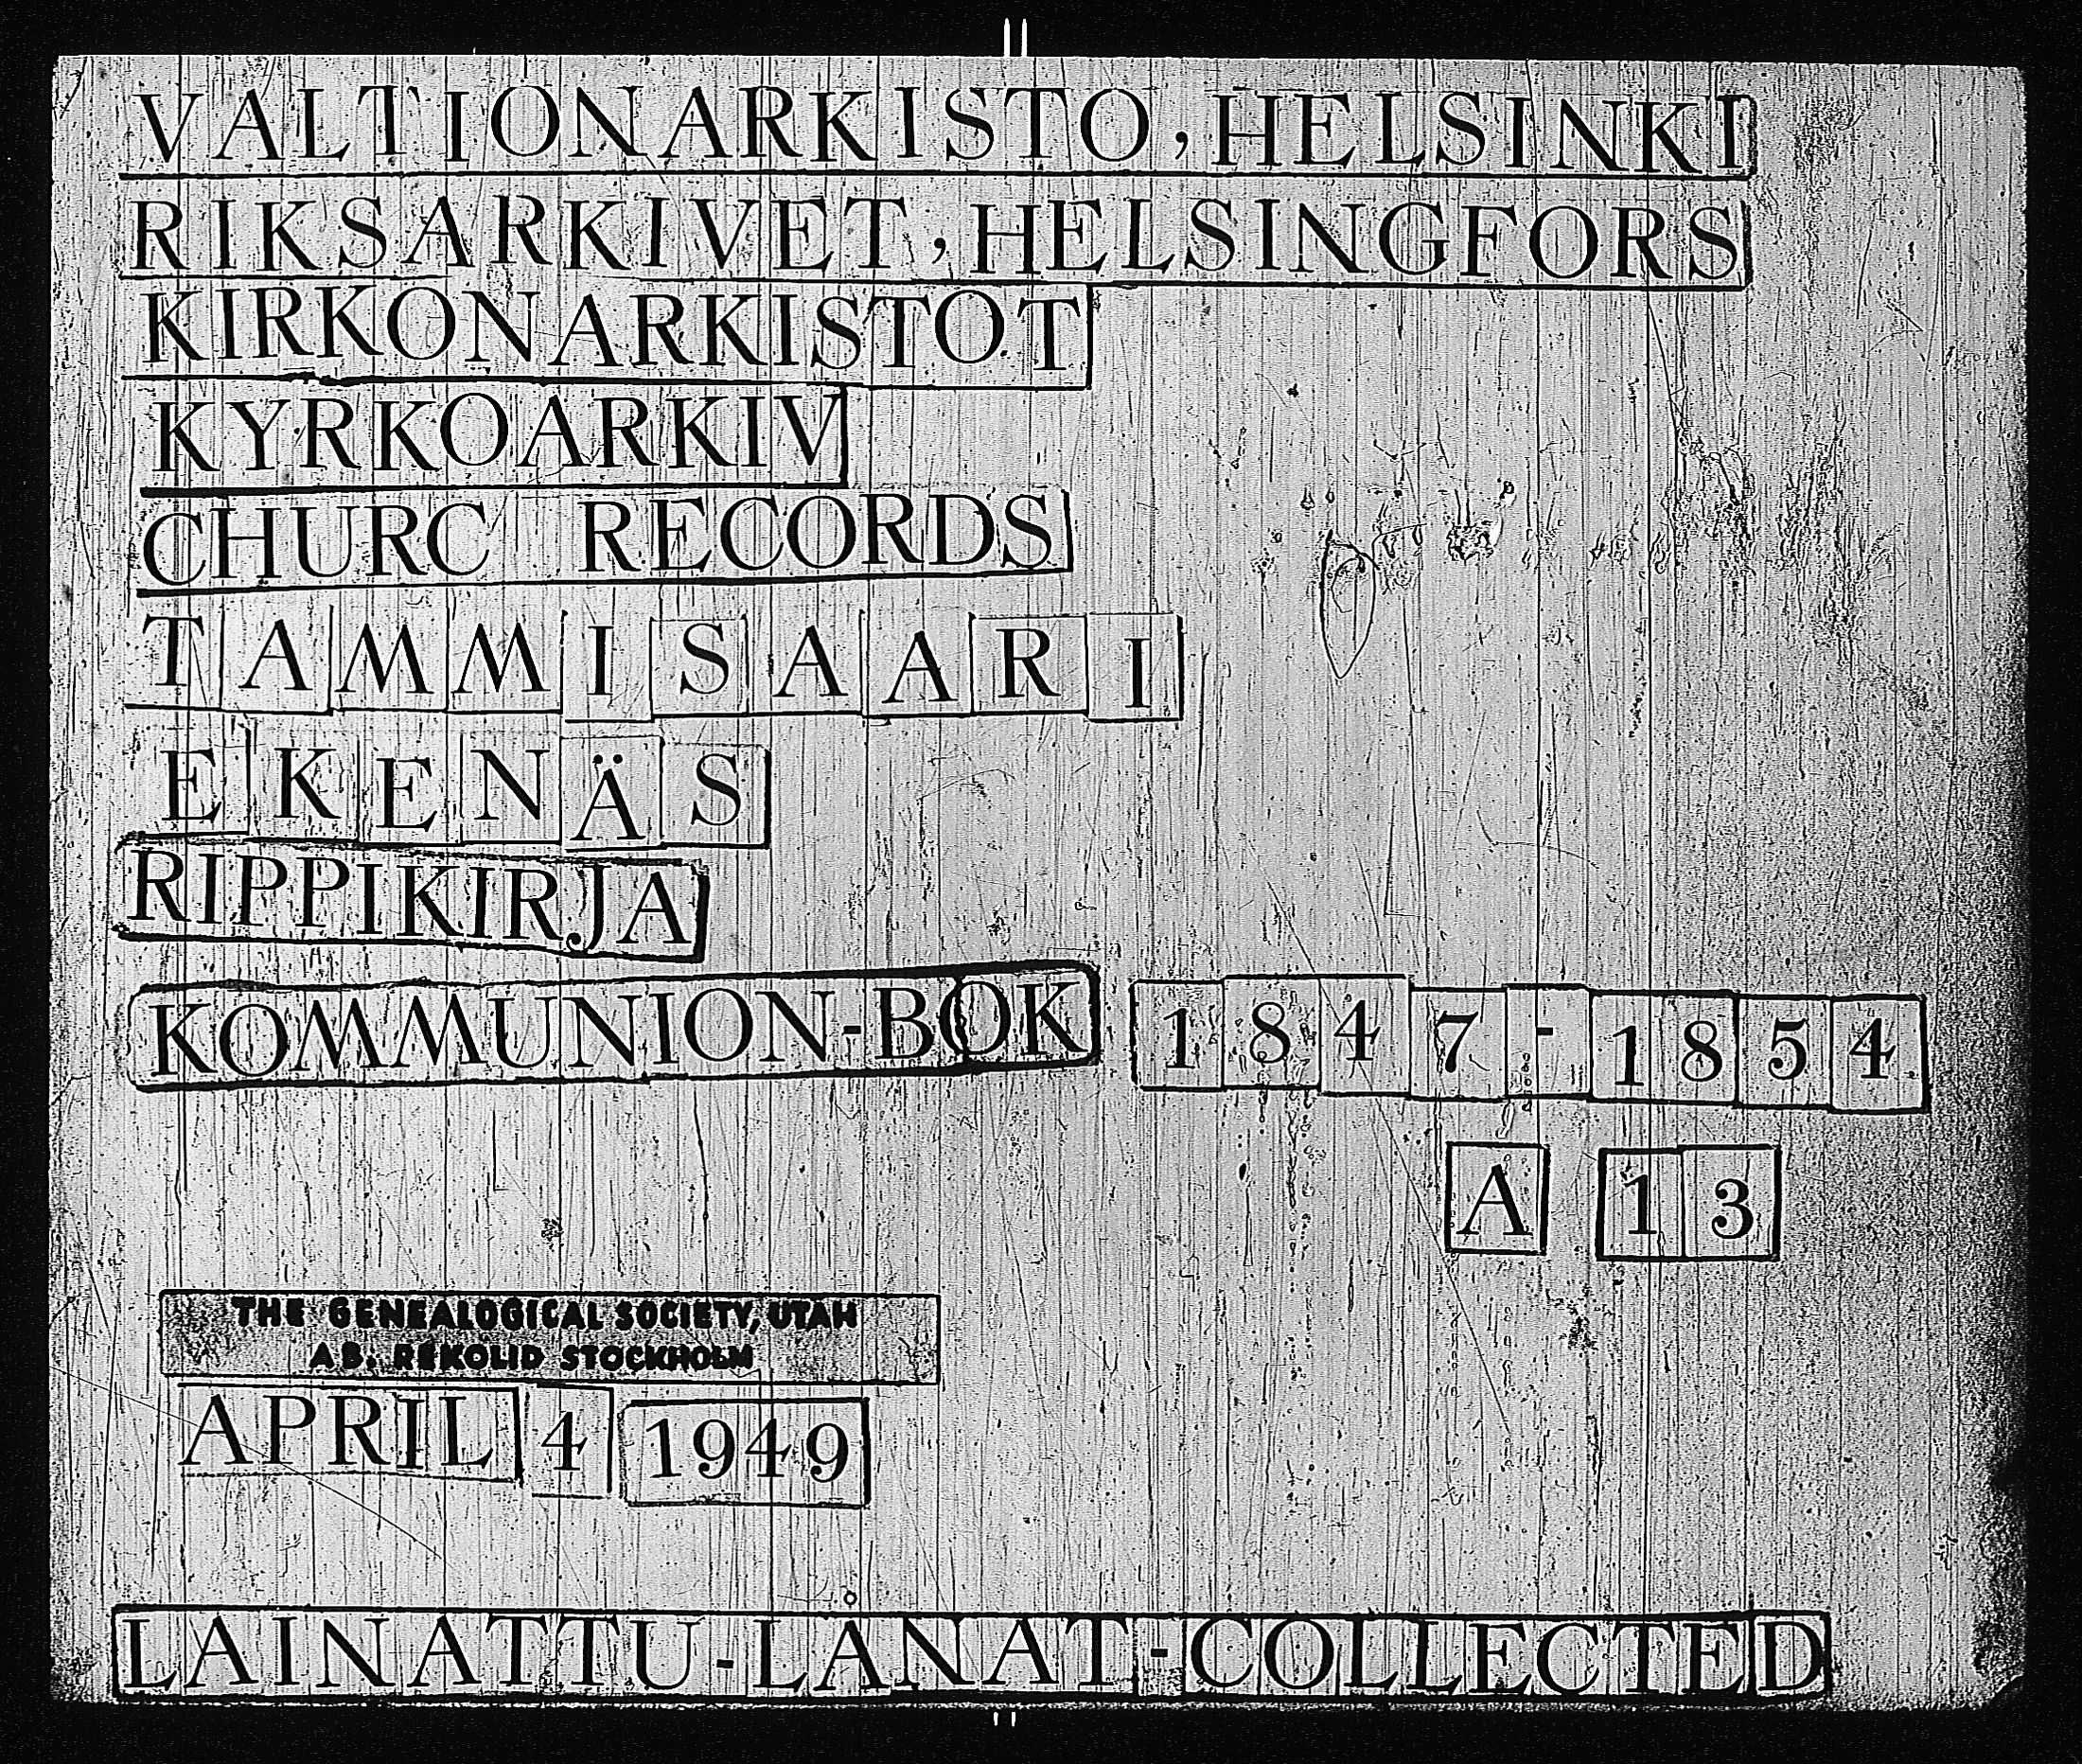 VALTIONARKISTO, HELSINKI
RIKSARKIVET, HELSINGFORS
KIRKONARKISTOT
KYRKOARKIV
CHURC RECORDS
TAMMISAARI
EKENÄS
RIPPIKIRJA
KOMMUNION-BOK 1847-1854
A 13
THE GENEALOGICAL SOCIETY, UTAH
AB. REKOLID STOCKHOLM
APRIL 4 1949
LAINATTU-LÅNAT-COLLECTED